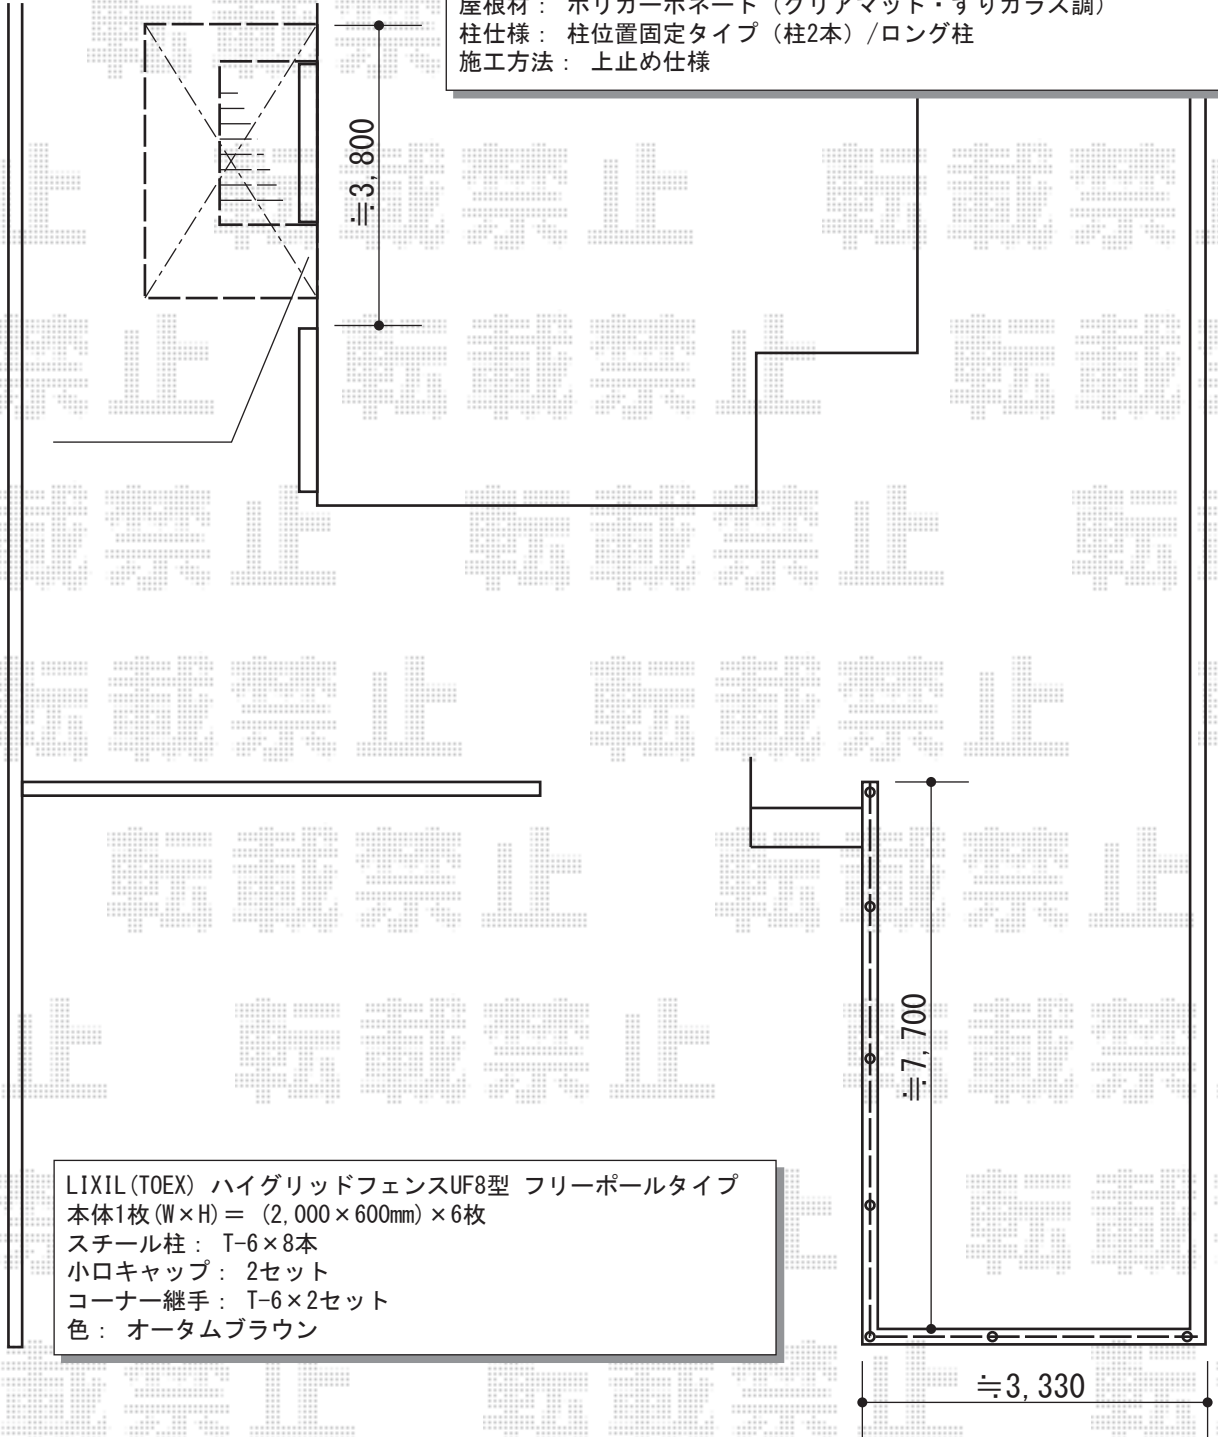 屋根材： ポリカーボネート（クリアマット・すりガラス調）
柱仕様： 柱位置固定タイプ（柱2本）/ロング柱
施工方法： 上止め仕様
≒3,800
≒7,700
LIXIL(TOEX) ハイグリッドフェンスUF8型 フリーポールタイプ
本体1枚(W×H)＝ (2,000×600mm)×6枚
スチール柱： T-6×8本
小口キャップ： 2セット
コーナー継手： T-6×2セット
色： オータムブラウン
≒3,330
転載禁止